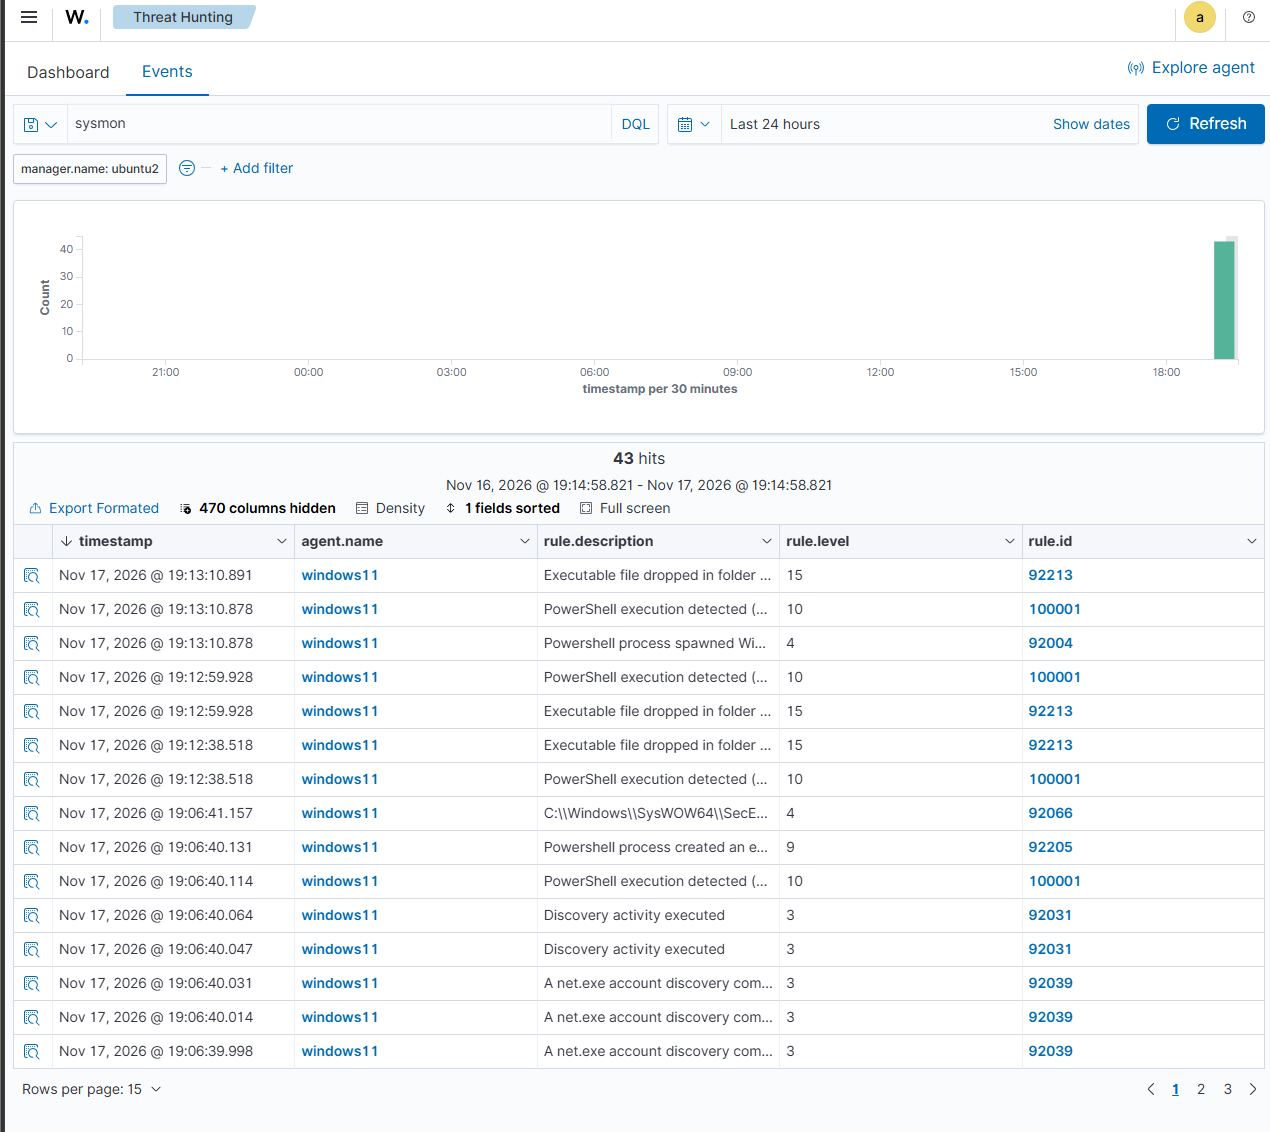 W. Threat Hunting a
Dashboard Events Explore agent
sysmon DQL Last 24 hours Show dates Refresh
manager.name: ubuntu2 + Add filter
40
30
20
10
0
Count
21:00 00:00 03:00 06:00 09:00 12:00 15:00 18:00
timestamp per 30 minutes
43 hits
Nov 16, 2026 @ 19:14:58.821 - Nov 17, 2026 @ 19:14:58.821
Export Formated 470 columns hidden Density 1 fields sorted Full screen
timestamp agent.name rule.description rule.level rule.id
Nov 17, 2026 @ 19:13:10.891 windows11 Executable file dropped in folder ... 15 92213
Nov 17, 2026 @ 19:13:10.878 windows11 PowerShell execution detected (... 10 100001
Nov 17, 2026 @ 19:13:10.878 windows11 Powershell process spawned Wi... 4 92004
Nov 17, 2026 @ 19:12:59.928 windows11 PowerShell execution detected (... 10 100001
Nov 17, 2026 @ 19:12:59.928 windows11 Executable file dropped in folder ... 15 92213
Nov 17, 2026 @ 19:12:38.518 windows11 Executable file dropped in folder ... 15 92213
Nov 17, 2026 @ 19:12:38.518 windows11 PowerShell execution detected (... 10 100001
Nov 17, 2026 @ 19:06:41.157 windows11 C:\\Windows\\SysWOW64\\SecE... 4 92066
Nov 17, 2026 @ 19:06:40.131 windows11 Powershell process created an e... 9 92205
Nov 17, 2026 @ 19:06:40.114 windows11 PowerShell execution detected (... 10 100001
Nov 17, 2026 @ 19:06:40.064 windows11 Discovery activity executed 3 92031
Nov 17, 2026 @ 19:06:40.047 windows11 Discovery activity executed 3 92031
Nov 17, 2026 @ 19:06:40.031 windows11 A net.exe account discovery com... 3 92039
Nov 17, 2026 @ 19:06:40.014 windows11 A net.exe account discovery com... 3 92039
Nov 17, 2026 @ 19:06:39.998 windows11 A net.exe account discovery com... 3 92039
Rows per page: 15 1 2 3